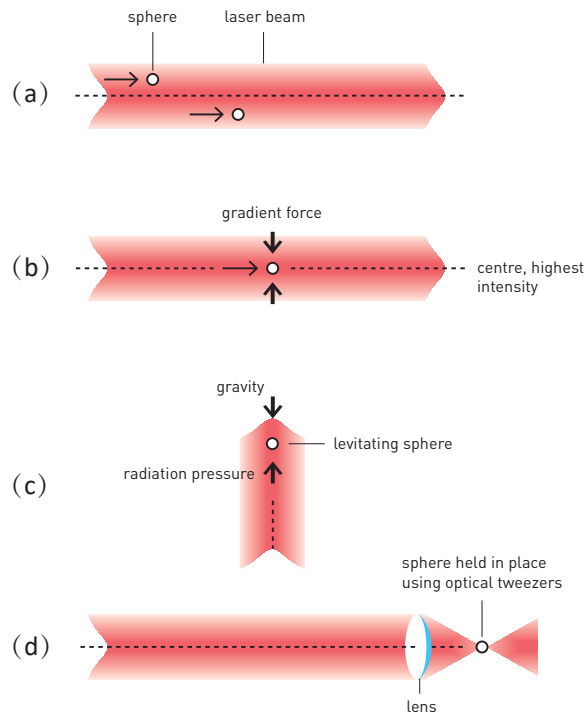 sphere
laser beam
(a)
gradient force
(b)
centre, highest
intensity
gravity
levitating sphere
radiation pressure
(c)
sphere held in place
using optical tweezers
(d)
lens